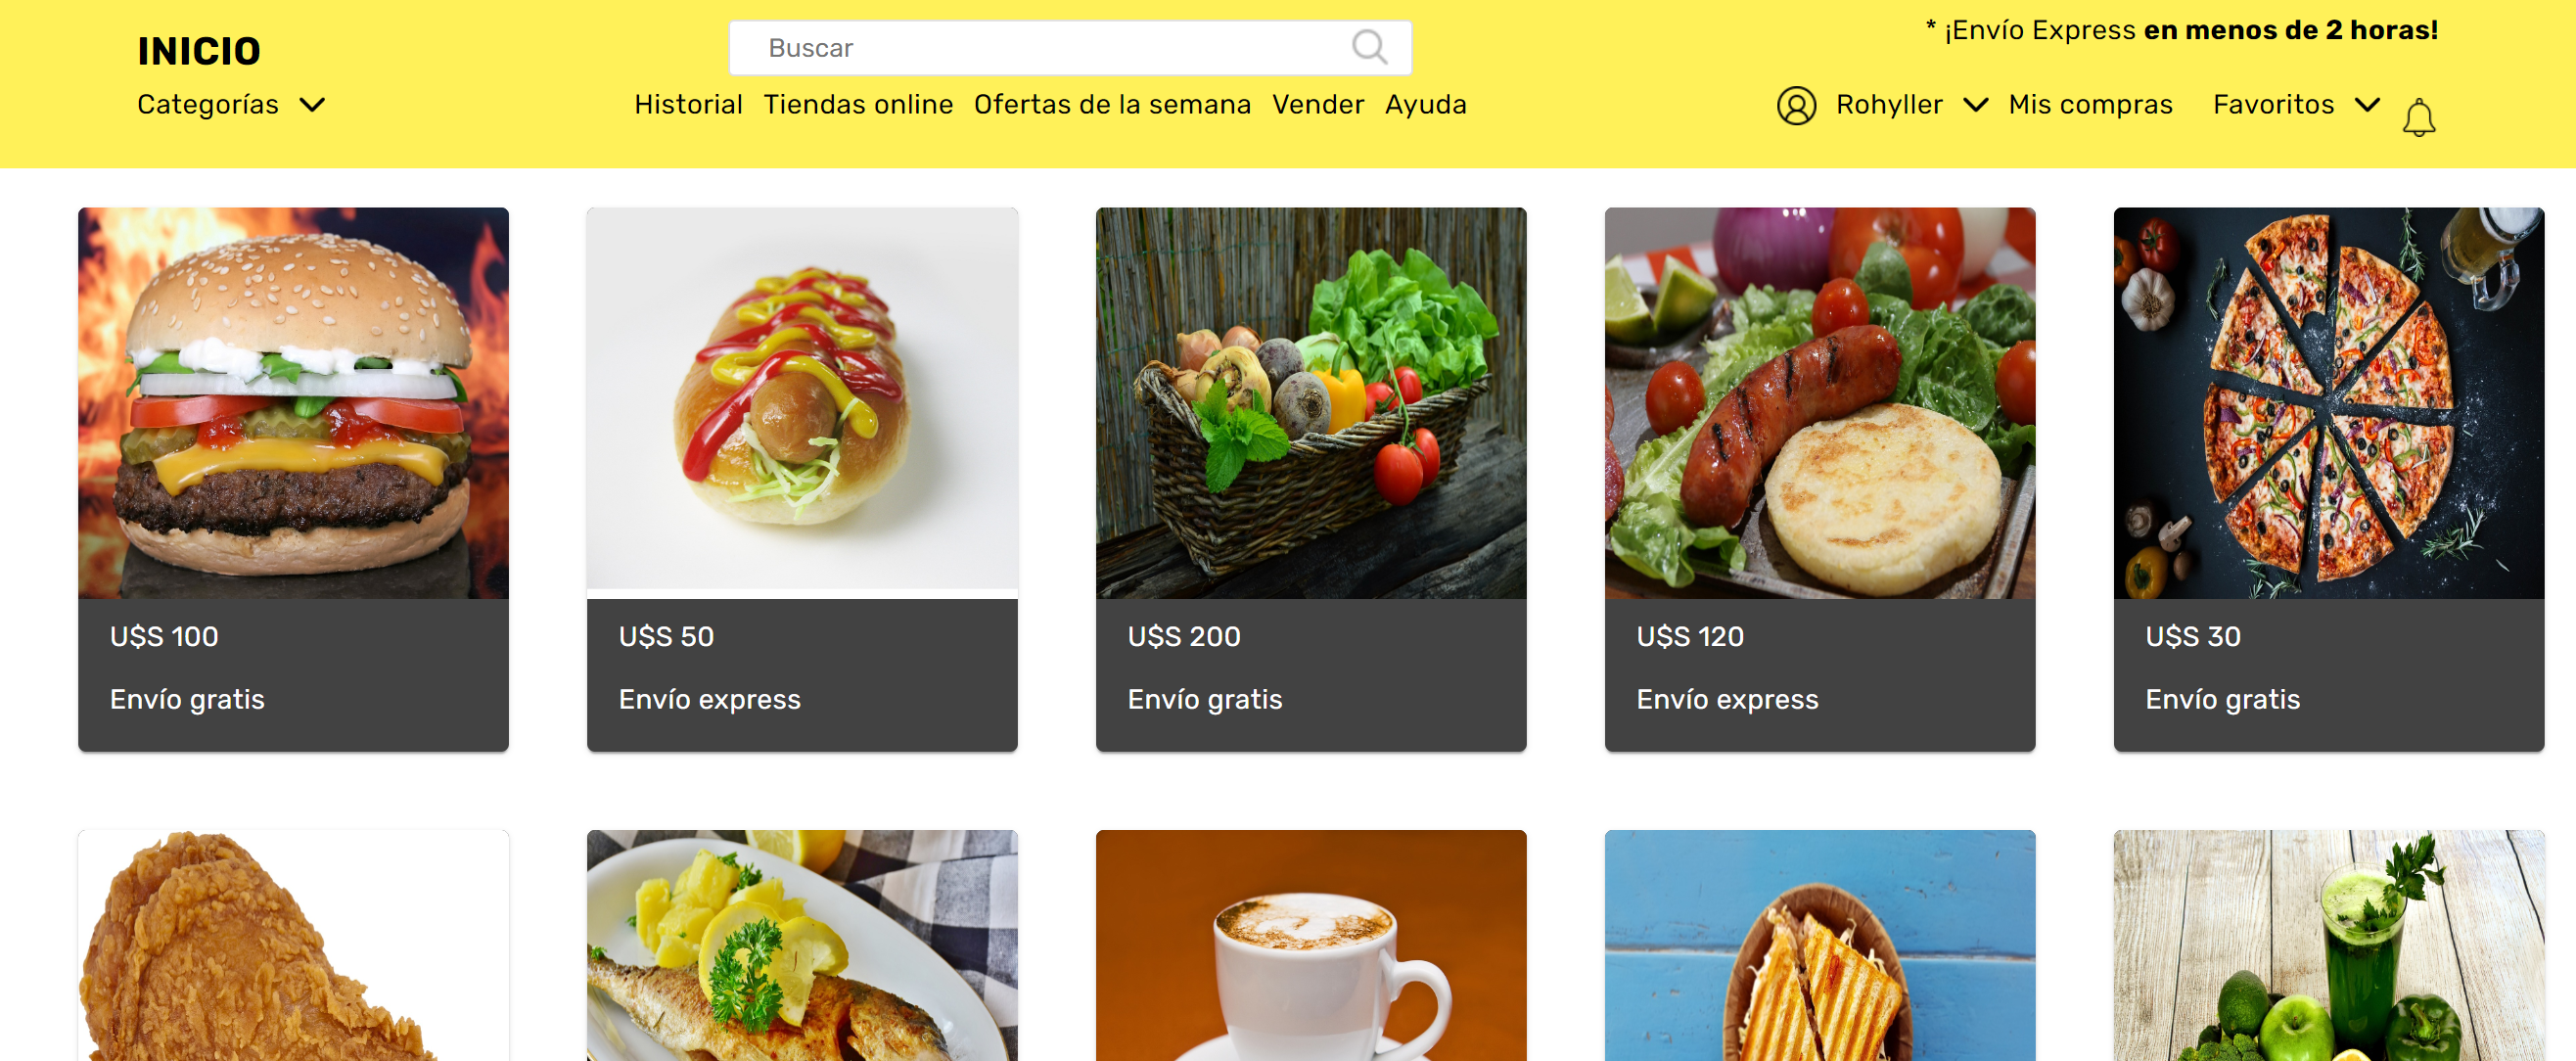 INICIO
Buscar
* ¡Envío Express en menos de 2 horas!
Categorías
Historial Tiendas online Ofertas de la semana Vender Ayuda
Rohyller Mis compras Favoritos
U$S 100
Envío gratis
U$S 50
Envío express
U$S 200
Envío gratis
U$S 120
Envío express
U$S 30
Envío gratis